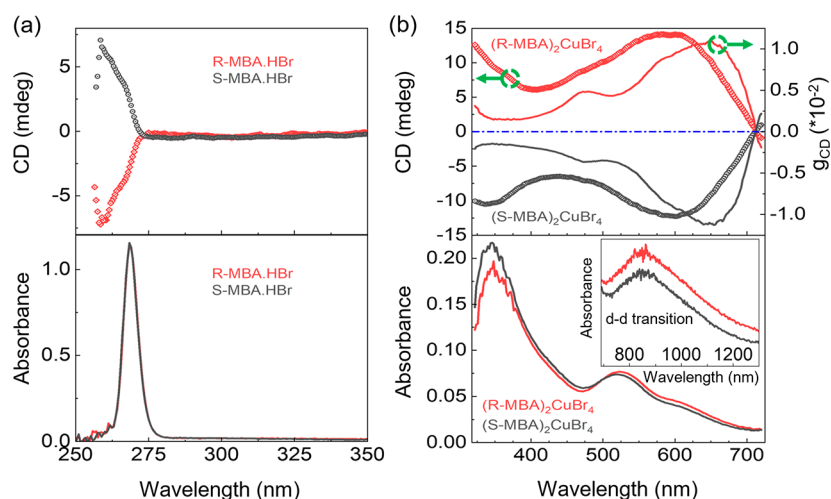 (a)
CD (mdeg)
5
0
-5
R-MBA.HBr
S-MBA.HBr
Absorbance
1.0
0.5
0.0
R-MBA.HBr
S-MBA.HBr
250 275 300 325 350
Wavelength (nm)
(b)
CD (mdeg)
15
10
5
0
-5
-10
-15
(R-MBA)₂CuBr₄
(S-MBA)₂CuBr₄
1.0
0.5
0.0
-0.5
-1.0
g_CD (*10⁻²)
Absorbance
0.20
0.15
0.10
0.05
0.00
(R-MBA)₂CuBr₄
(S-MBA)₂CuBr₄
Absorbance
d-d transition
800 1000 1200
Wavelength (nm)
400 500 600 700
Wavelength (nm)